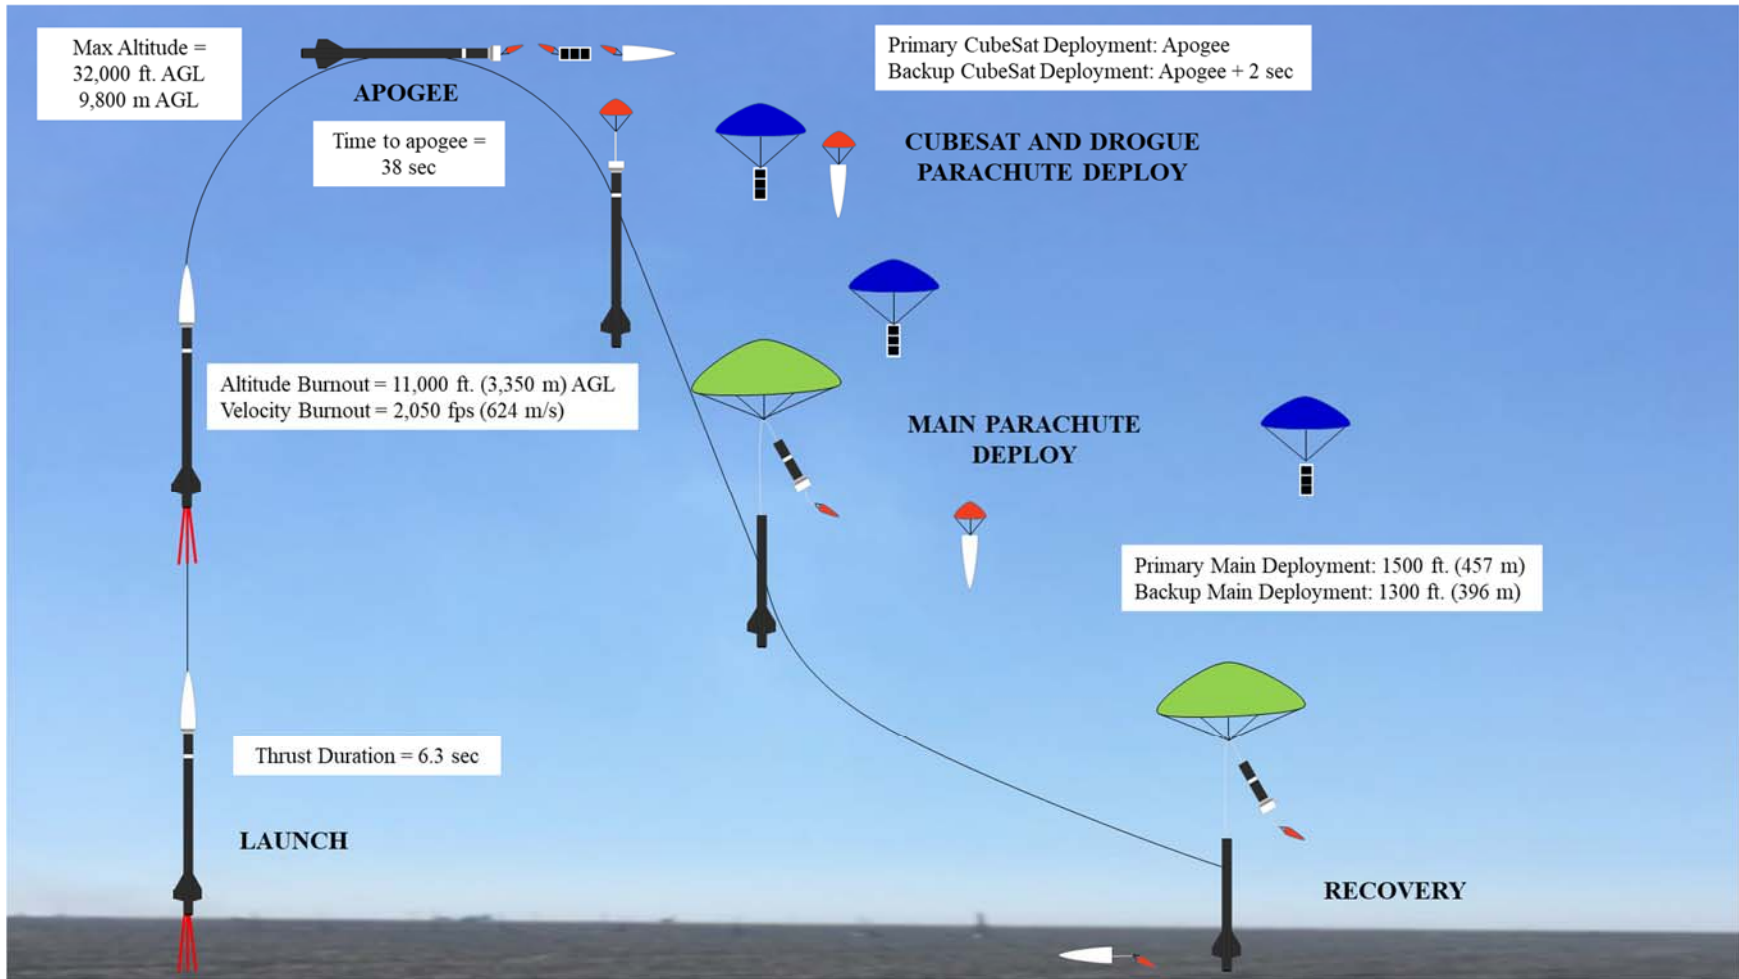 Max Altitude =
32,000 ft. AGL
9,800 m AGL
APOGEE
Time to apogee =
38 sec
Primary CubeSat Deployment: Apogee
Backup CubeSat Deployment: Apogee + 2 sec
CUBESAT AND DROGUE
PARACHUTE DEPLOY
Altitude Burnout = 11,000 ft. (3,350 m) AGL
Velocity Burnout = 2,050 fps (624 m/s)
MAIN PARACHUTE
DEPLOY
Primary Main Deployment: 1500 ft. (457 m)
Backup Main Deployment: 1300 ft. (396 m)
Thrust Duration = 6.3 sec
LAUNCH
RECOVERY